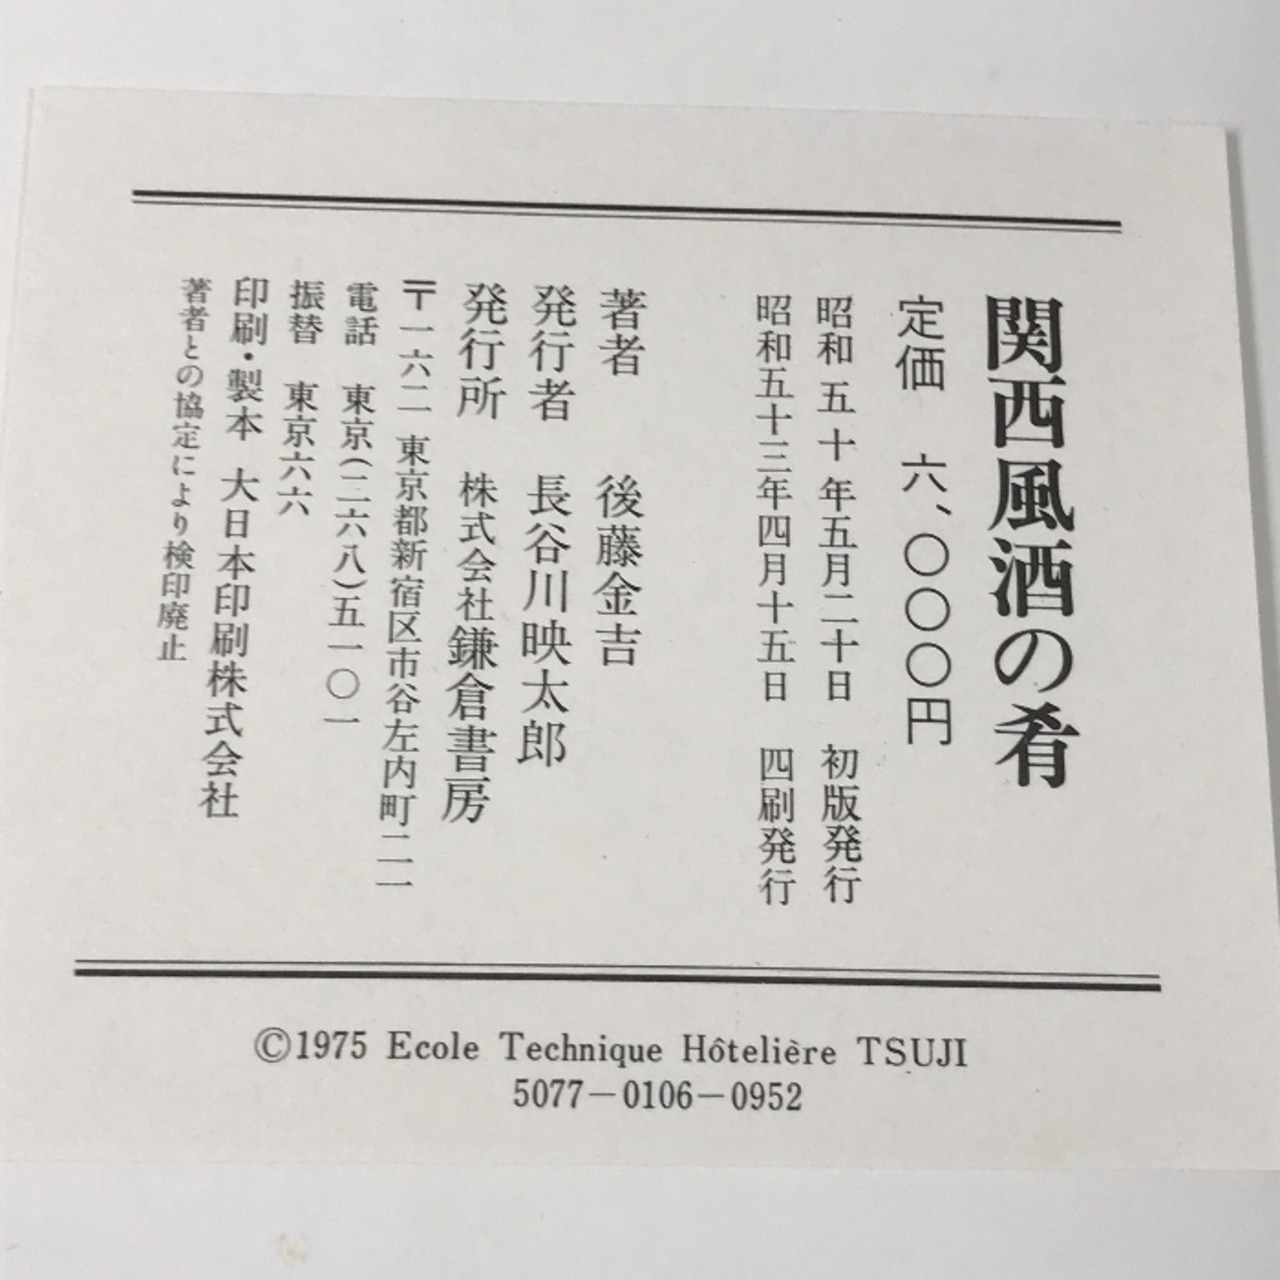 関西風酒の肴
定価 六、〇〇〇円
昭和五十年五月二十日 初版発行
昭和五十三年四月十五日 四刷発行
著者 後藤金吉
発行者 長谷川映太郎
発行所 株式会社鎌倉書房
〒一六二 東京都新宿区市谷左内町二一
電話 東京(二六八)五一〇一
振替 東京六六
印刷・製本 大日本印刷株式会社
著者との協定により検印廃止
©1975 Ecole Technique Hôtelière TSUJI
5077-0106-0952